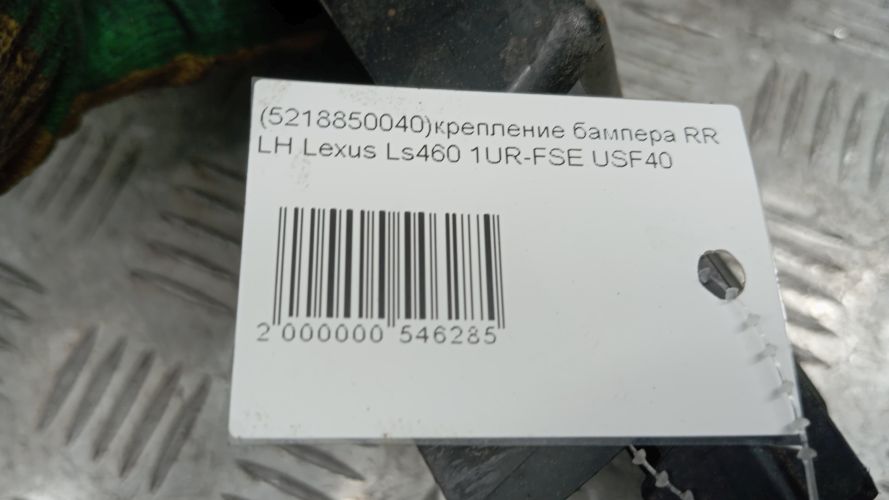 (5218850040)крепление бампера RR
LH Lexus Ls460 1UR-FSE USF40
2 000000 546285